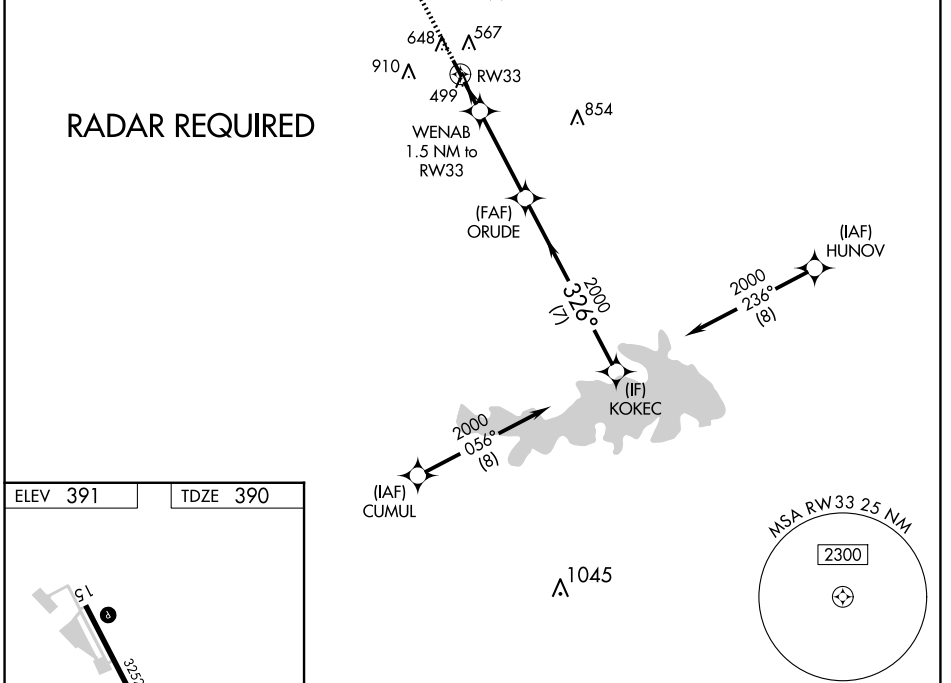 648
567
910
RW33
499
RADAR REQUIRED
854
WENAB
1.5 NM to
RW33
(FAF)
ORUDE
(IAF)
HUNOV
2000
326°
(7)
2000
236°
(8)
(IF)
KOKEC
2000
056°
(8)
(IAF)
CUMUL
ELEV 391
TDZE 390
MSA RW33 25 NM
2300
1045
15
P